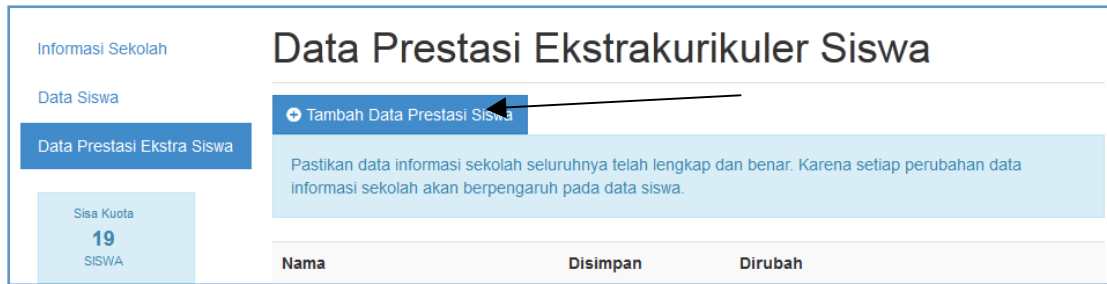 Informasi Sekolah
Data Siswa
Data Prestasi Ekstra Siswa
Sisa Kuota
19
SISWA
Data Prestasi Ekstrakurikuler Siswa
Tambah Data Prestasi Siswa
Pastikan data informasi sekolah seluruhnya telah lengkap dan benar. Karena setiap perubahan data
informasi sekolah akan berpengaruh pada data siswa.
Nama Disimpan Dirubah